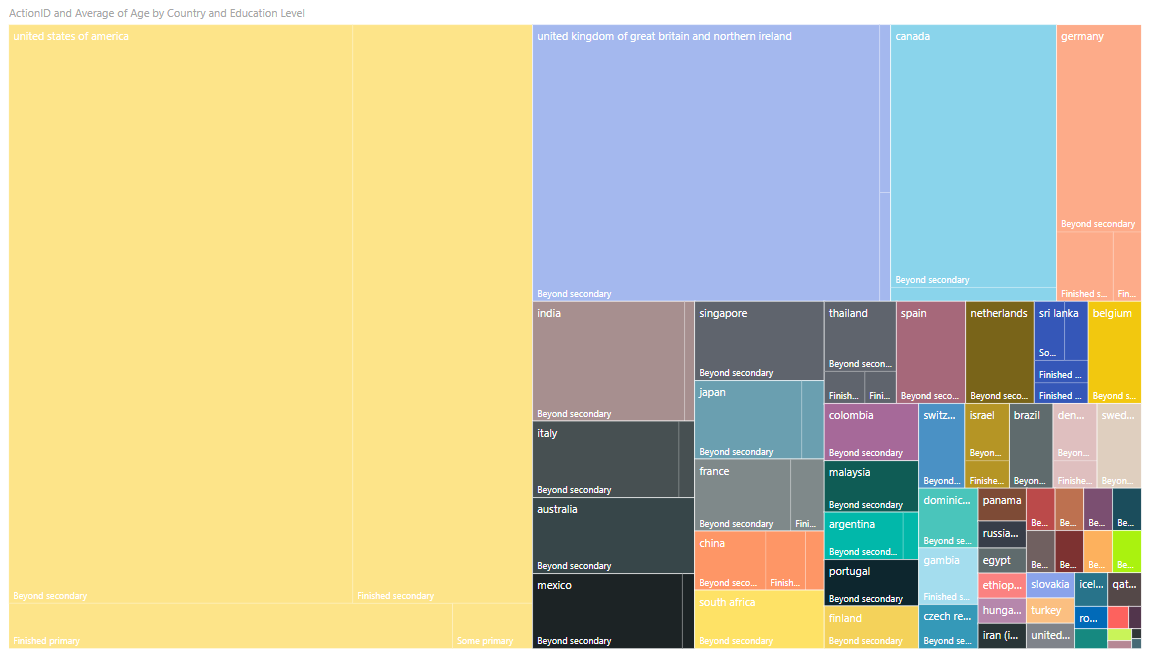 ActionID and Average of Age by Country and Education Level
united states of america
Beyond secondary
Finished secondary
Finished primary
Some primary
united kingdom of great britain and northern ireland
Beyond secondary
canada
Beyond secondary
germany
Beyond secondary
Finished s...
Fin...
india
Beyond secondary
italy
Beyond secondary
australia
Beyond secondary
mexico
Beyond secondary
singapore
Beyond secondary
japan
Beyond secondary
france
Beyond secondary
Fini...
china
Beyond seco...
Finish...
south africa
Beyond secondary
thailand
Beyond secon...
Finish...
Fini...
spain
Beyond seco...
netherlands
Beyond seco...
sri lanka
So...
Finished ...
Finished ...
belgium
Beyond s...
colombia
Beyond secondary
malaysia
Beyond secondary
argentina
Beyond second...
portugal
Beyond secondary
finland
Beyond secondary
switz...
Beyond...
israel
Beyon...
Finishe...
brazil
Beyon...
den...
Beyon...
Finishe...
swed...
Beyon...
dominic...
Beyond se...
gambia
Finished s...
czech re...
Beyond se...
panama
russia...
egypt
ethiop...
hunga...
iran (i...
Be...
Be...
Be...
Be...
Be...
Be...
Be...
Be...
slovakia
turkey
united...
icel...
qat...
ro...